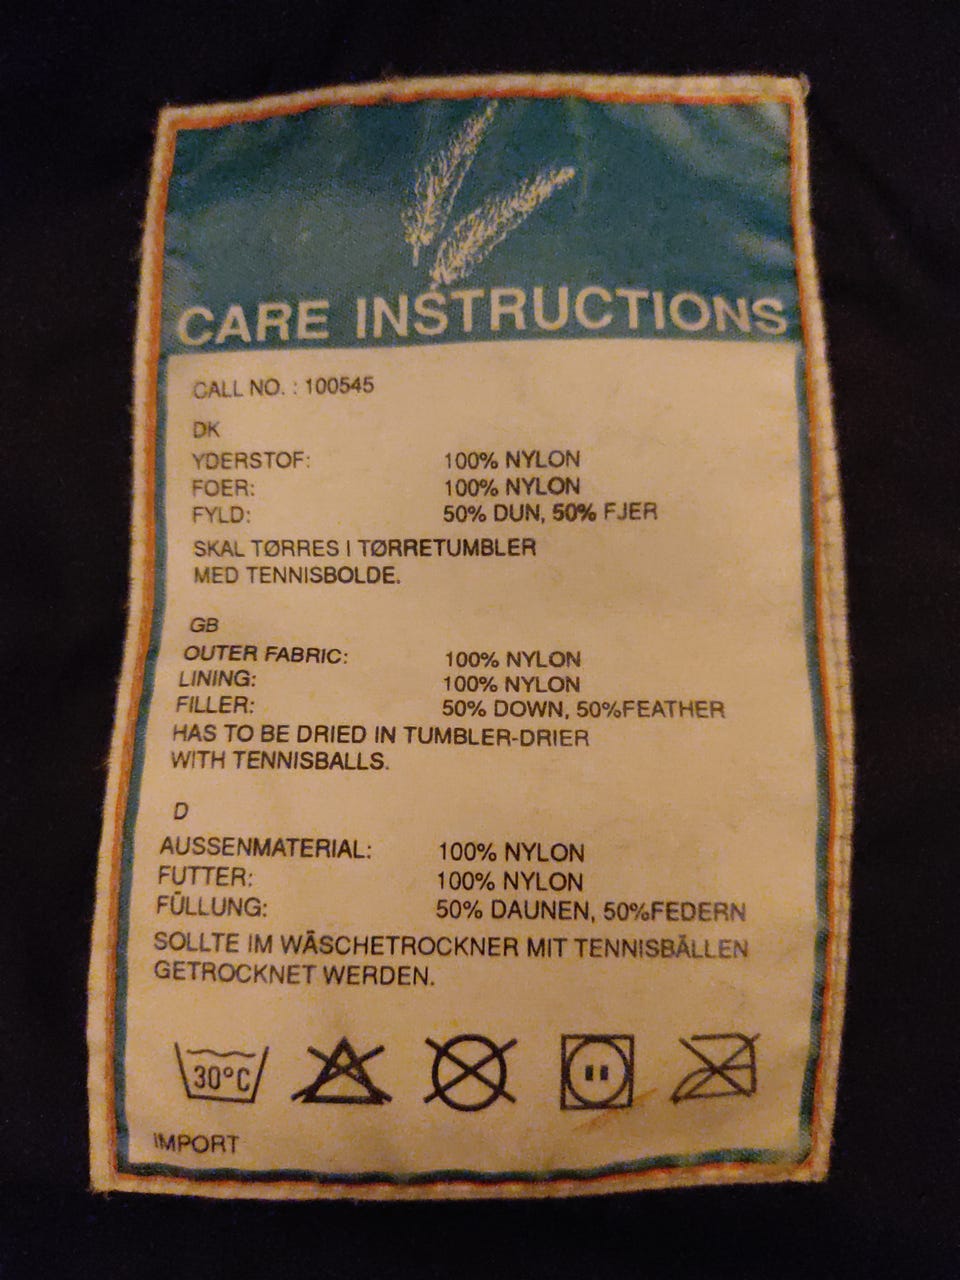 CARE INSTRUCTIONS
CALL NO. : 100545
DK
YDERSTOF: 100% NYLON
FOER: 100% NYLON
FYLD: 50% DUN, 50% FJER
SKAL TØRRES I TØRRETUMBLER
MED TENNISBOLDE.
GB
OUTER FABRIC: 100% NYLON
LINING: 100% NYLON
FILLER: 50% DOWN, 50%FEATHER
HAS TO BE DRIED IN TUMBLER-DRIER
WITH TENNISBALLS.
D
AUSSENMATERIAL: 100% NYLON
FUTTER: 100% NYLON
FÜLLUNG: 50% DAUNEN, 50%FEDERN
SOLLTE IM WÄSCHETROCKNER MIT TENNISBÄLLEN
GETROCKNET WERDEN.
30°C
IMPORT